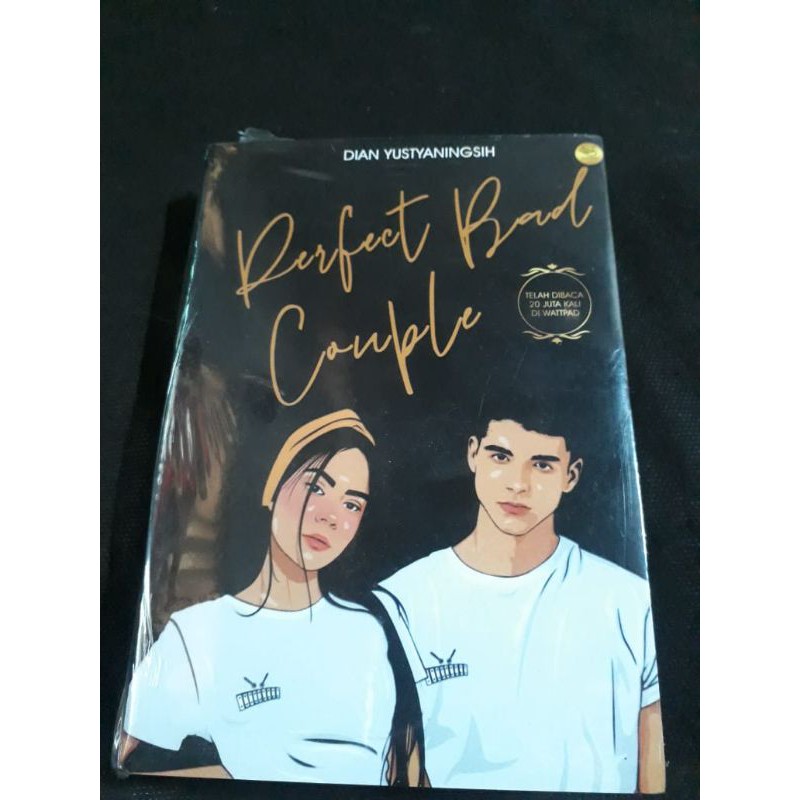 DIAN YUSTYANINGSIH
Perfect Bad
Couple
TELAH DIBACA
20 JUTA KALI
DI WATTPAD